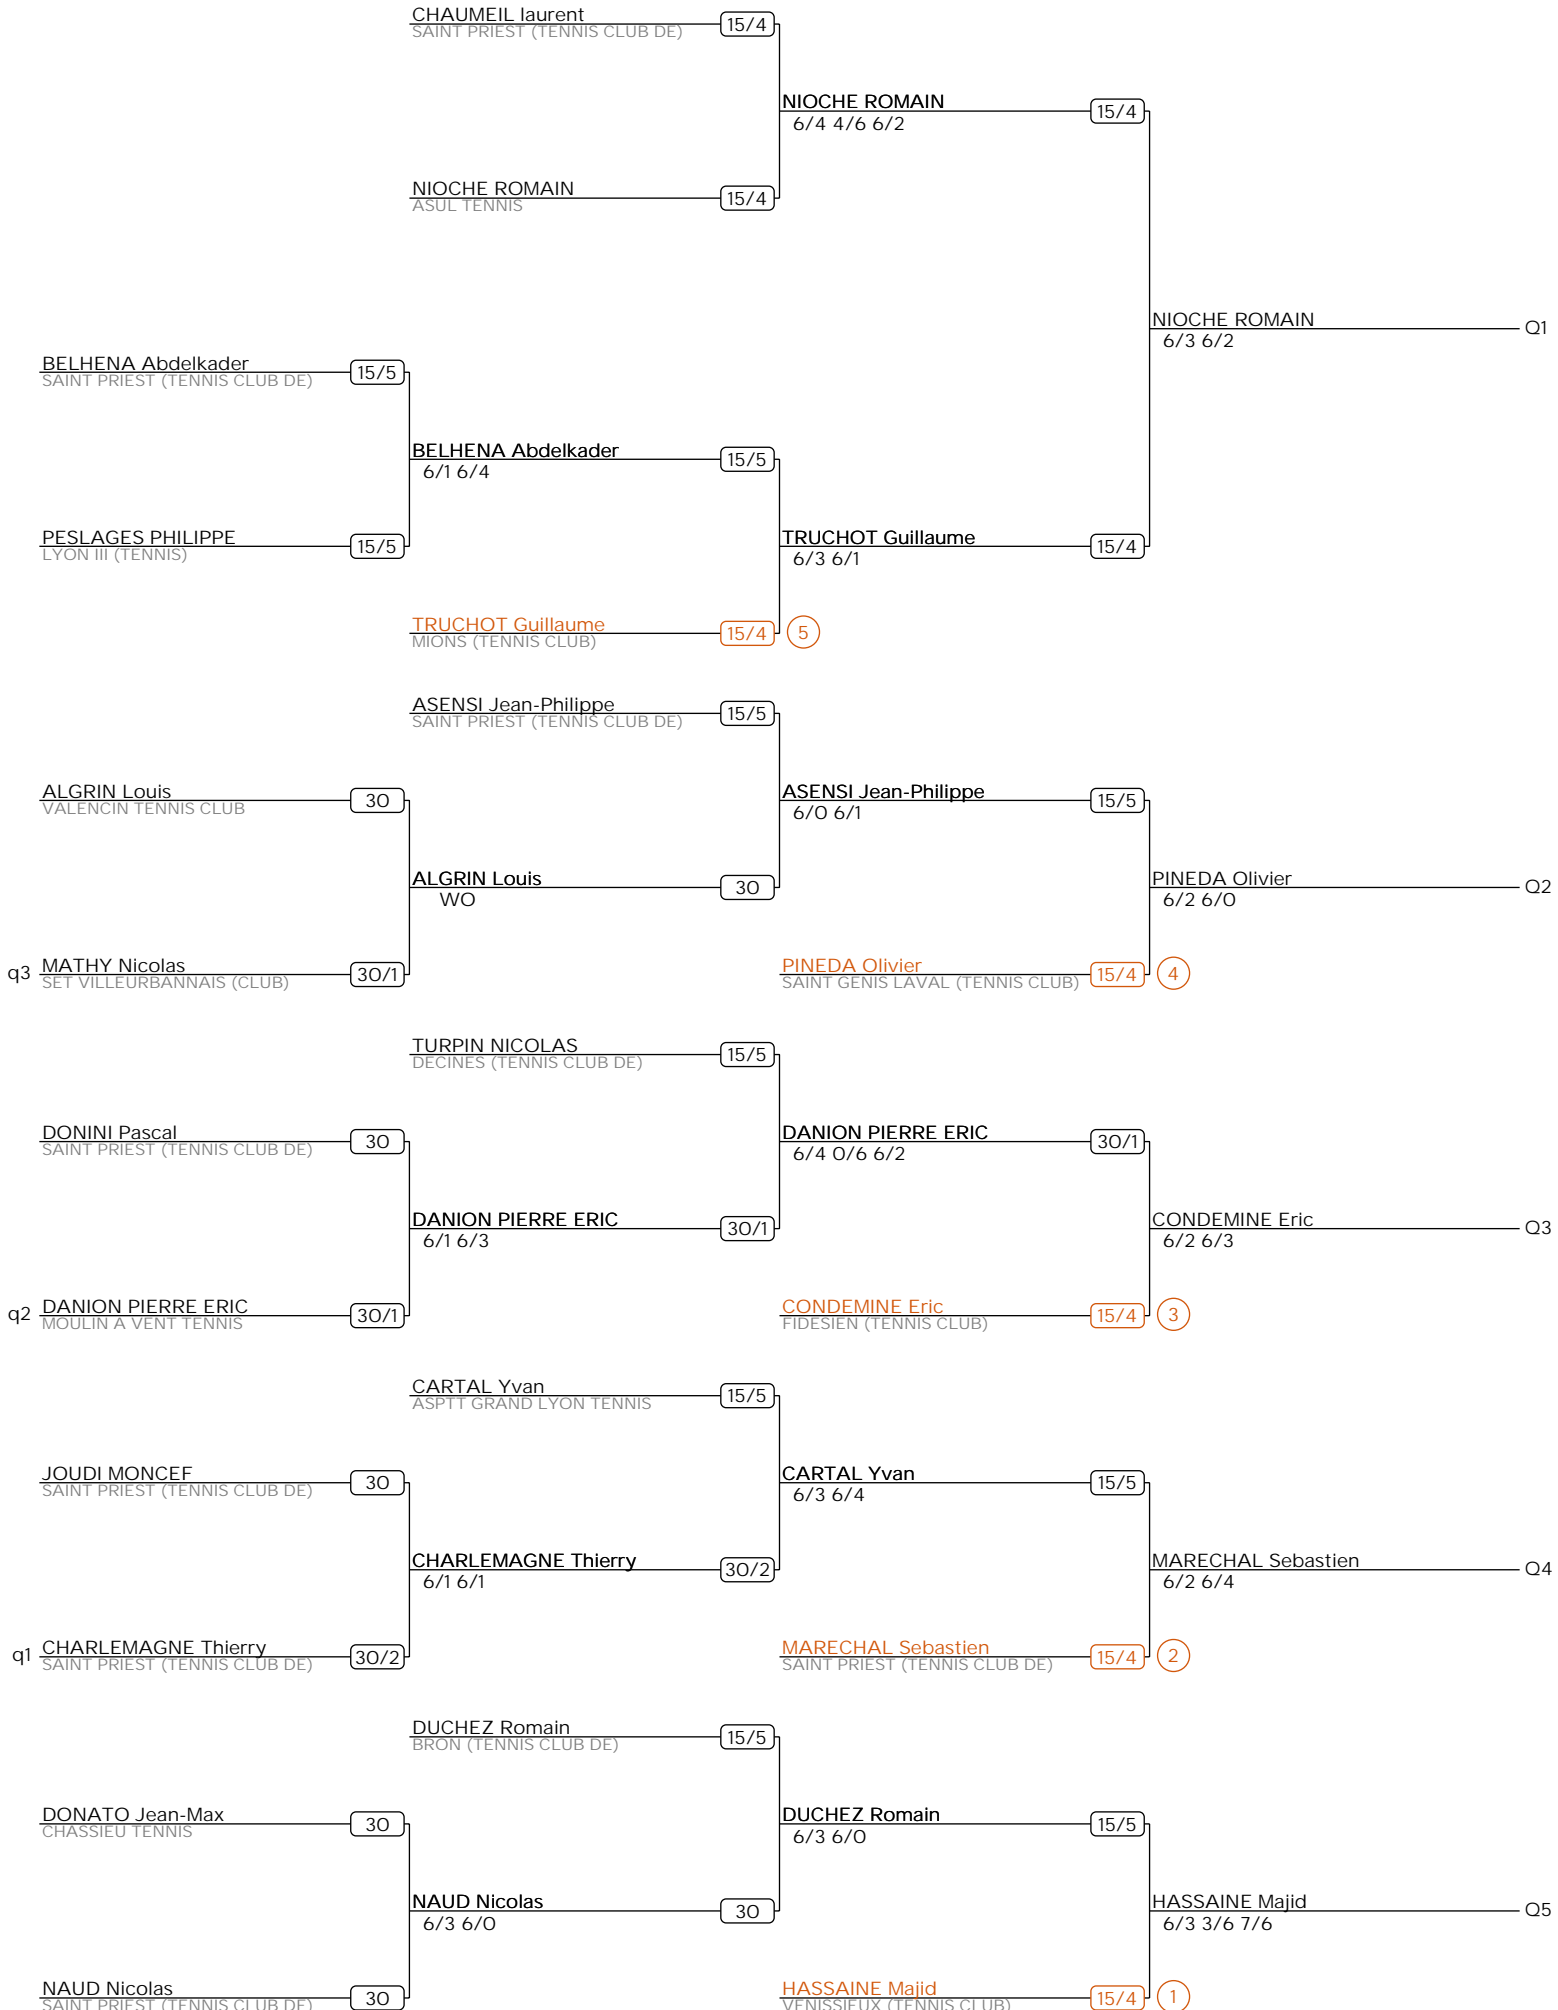 CHAUMEIL laurent
SAINT PRIEST (TENNIS CLUB DE)
15/4
NIOCHE ROMAIN
6/4 4/6 6/2
15/4
NIOCHE ROMAIN
ASUL TENNIS
15/4
NIOCHE ROMAIN
6/3 6/2
Q1
BELHENA Abdelkader
SAINT PRIEST (TENNIS CLUB DE)
15/5
BELHENA Abdelkader
6/1 6/4
15/5
PESLAGES PHILIPPE
LYON III (TENNIS)
15/5
TRUCHOT Guillaume
6/3 6/1
15/4
TRUCHOT Guillaume
MIONS (TENNIS CLUB)
15/4
5
ASENSI Jean-Philippe
SAINT PRIEST (TENNIS CLUB DE)
15/5
ALGRIN Louis
VALENCIN TENNIS CLUB
30
ASENSI Jean-Philippe
6/0 6/1
15/5
ALGRIN Louis
WO
30
PINEDA Olivier
6/2 6/0
Q2
q3
MATHY Nicolas
SET VILLEURBANNAIS (CLUB)
30/1
PINEDA Olivier
SAINT GENIS LAVAL (TENNIS CLUB)
15/4
4
TURPIN NICOLAS
DECINES (TENNIS CLUB DE)
15/5
DONINI Pascal
SAINT PRIEST (TENNIS CLUB DE)
30
DANION PIERRE ERIC
6/4 0/6 6/2
30/1
DANION PIERRE ERIC
6/1 6/3
30/1
CONDEMINE Eric
6/2 6/3
Q3
q2
DANION PIERRE ERIC
MOULIN A VENT TENNIS
30/1
CONDEMINE Eric
FIDESIEN (TENNIS CLUB)
15/4
3
CARTAL Yvan
ASPTT GRAND LYON TENNIS
15/5
JOUDI MONCEF
SAINT PRIEST (TENNIS CLUB DE)
30
CARTAL Yvan
6/3 6/4
15/5
CHARLEMAGNE Thierry
6/1 6/1
30/2
MARECHAL Sebastien
6/2 6/4
Q4
q1
CHARLEMAGNE Thierry
SAINT PRIEST (TENNIS CLUB DE)
30/2
MARECHAL Sebastien
SAINT PRIEST (TENNIS CLUB DE)
15/4
2
DUCHEZ Romain
BRON (TENNIS CLUB DE)
15/5
DONATO Jean-Max
CHASSIEU TENNIS
30
DUCHEZ Romain
6/3 6/0
15/5
NAUD Nicolas
6/3 6/0
30
HASSAINE Majid
6/3 3/6 7/6
Q5
NAUD Nicolas
SAINT PRIEST (TENNIS CLUB DE)
30
HASSAINE Majid
VENISSIEUX (TENNIS CLUB)
15/4
1